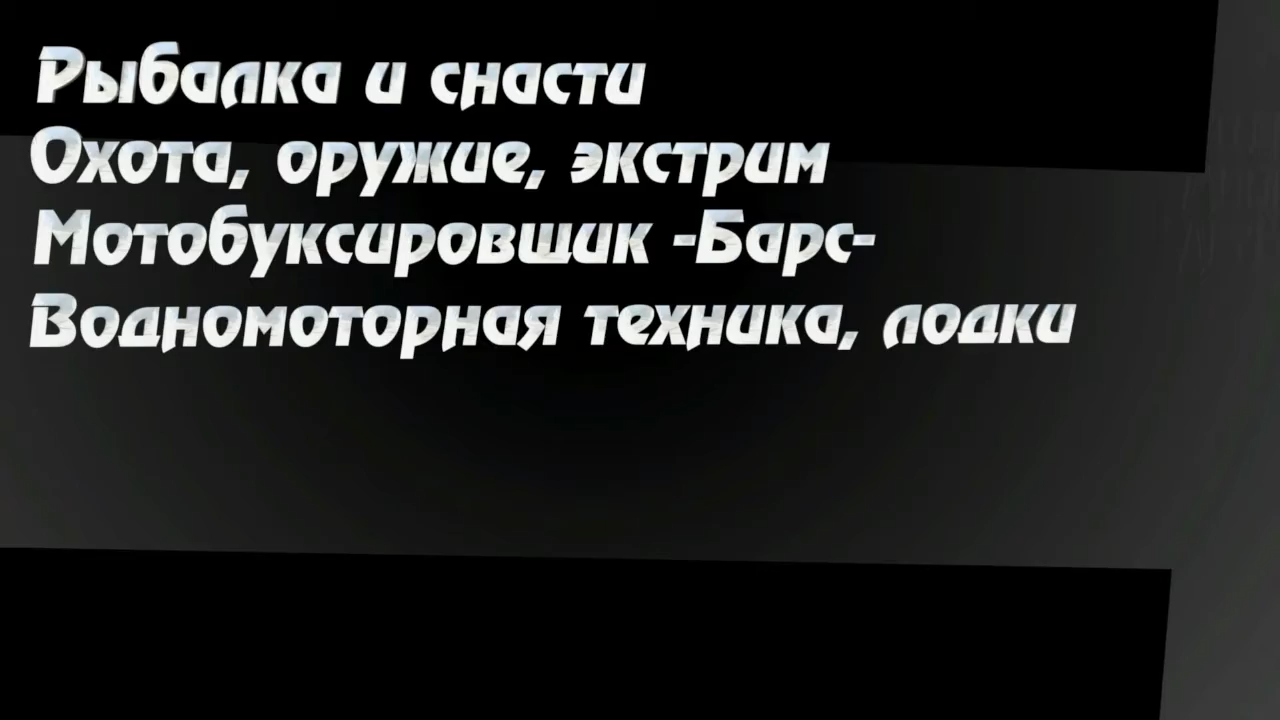 Рыбалка и снасти
Охота, оружие, экстрим
Мотобуксировщик -Барс-
Водномоторная техника, лодки